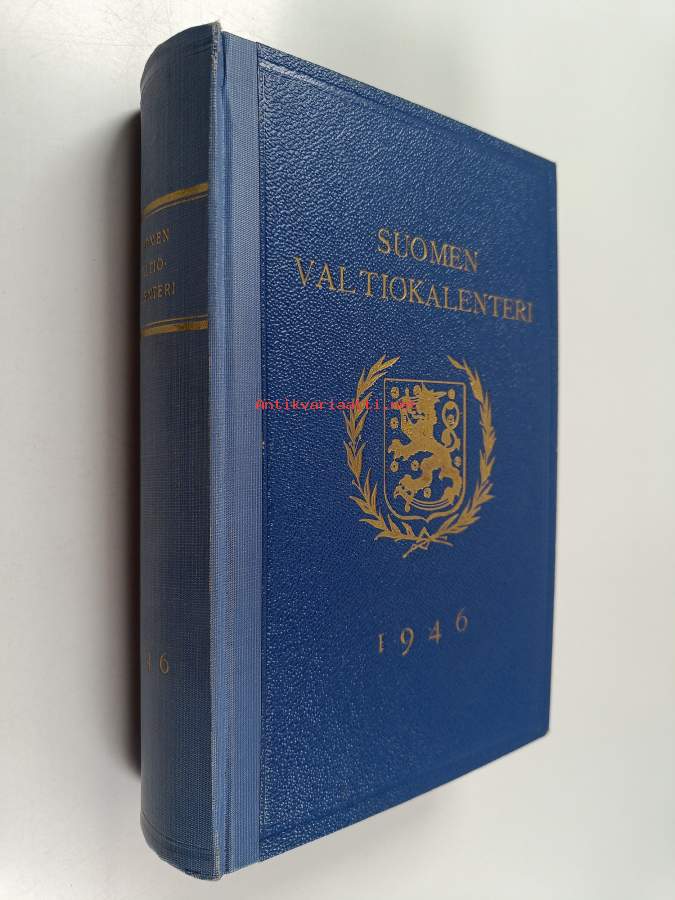 SUOMEN
VALTIOKALENTERI
1946
Antikvariaatti.net